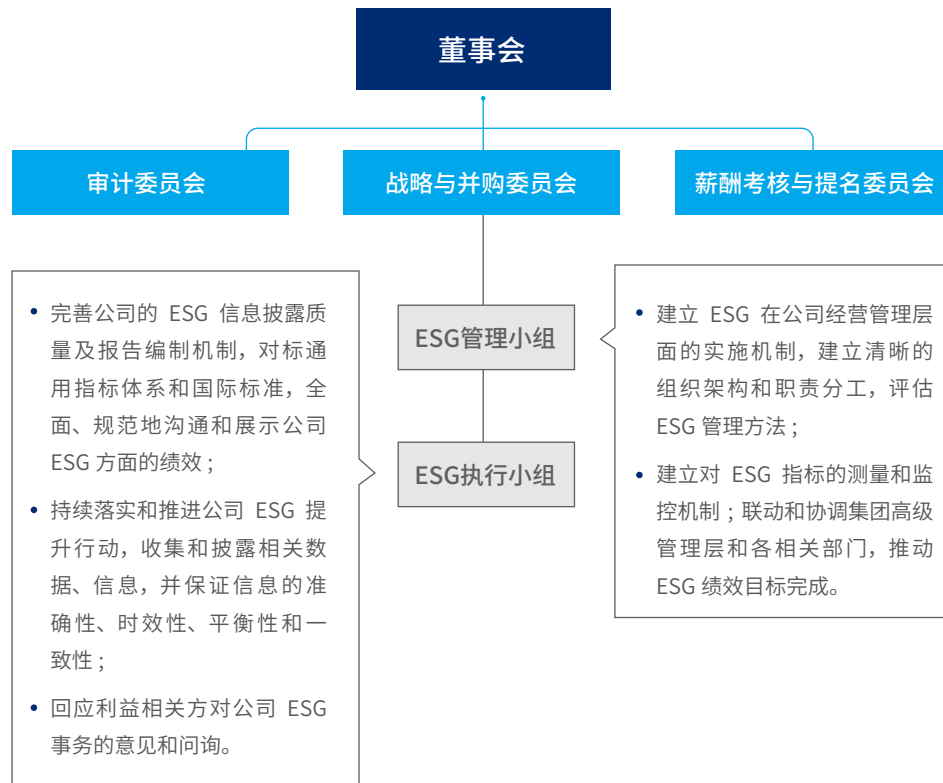 董事会
审计委员会
战略与并购委员会
薪酬考核与提名委员会
• 完善公司的 ESG 信息披露质
量及报告编制机制，对标通
用指标体系和国际标准，全
面、规范地沟通和展示公司
ESG 方面的绩效；
• 持续落实和推进公司 ESG 提
升行动，收集和披露相关数
据、信息，并保证信息的准
确性、时效性、平衡性和一
致性；
• 回应利益相关方对公司 ESG
事务的意见和问询。
ESG管理小组
ESG执行小组
• 建立 ESG 在公司经营管理层
面的实施机制，建立清晰的
组织架构和职责分工，评估
ESG 管理方法；
• 建立对 ESG 指标的测量和监
控机制；联动和协调集团高级
管理层和各相关部门，推动
ESG 绩效目标完成。